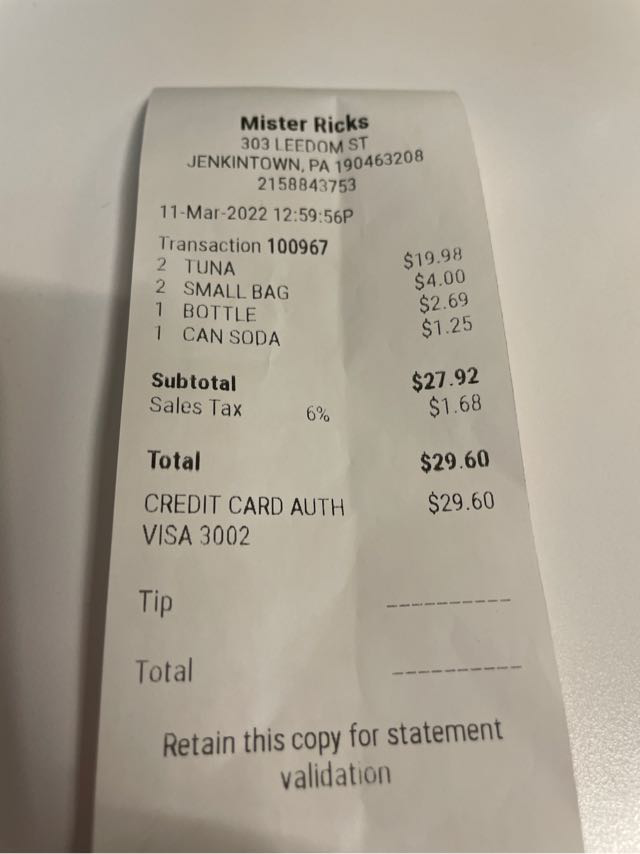 Mister Ricks
303 LEEDOM ST
JENKINTOWN, PA 190463208
2158843753
11-Mar-2022 12:59:56P
Transaction 100967
2 TUNA $19.98
2 SMALL BAG $4.00
1 BOTTLE $2.69
1 CAN SODA $1.25
Subtotal $27.92
Sales Tax 6% $1.68
Total $29.60
CREDIT CARD AUTH $29.60
VISA 3002
Tip
Total
Retain this copy for statement
validation